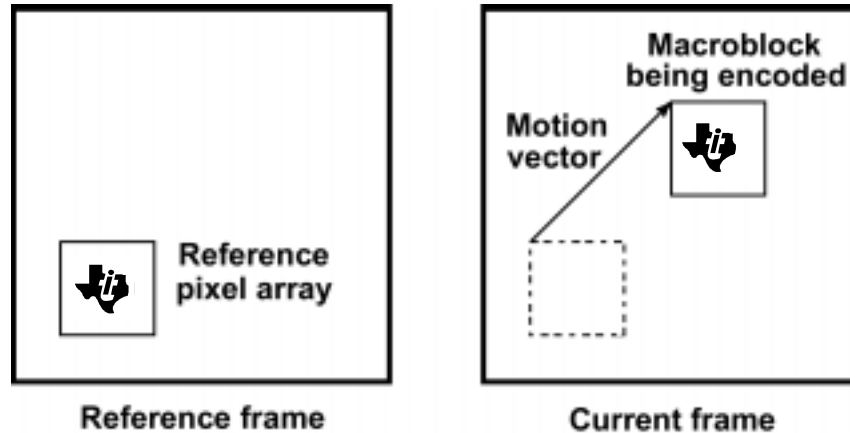 Reference
pixel array
Reference frame
Macroblock
being encoded
Motion
vector
Current frame